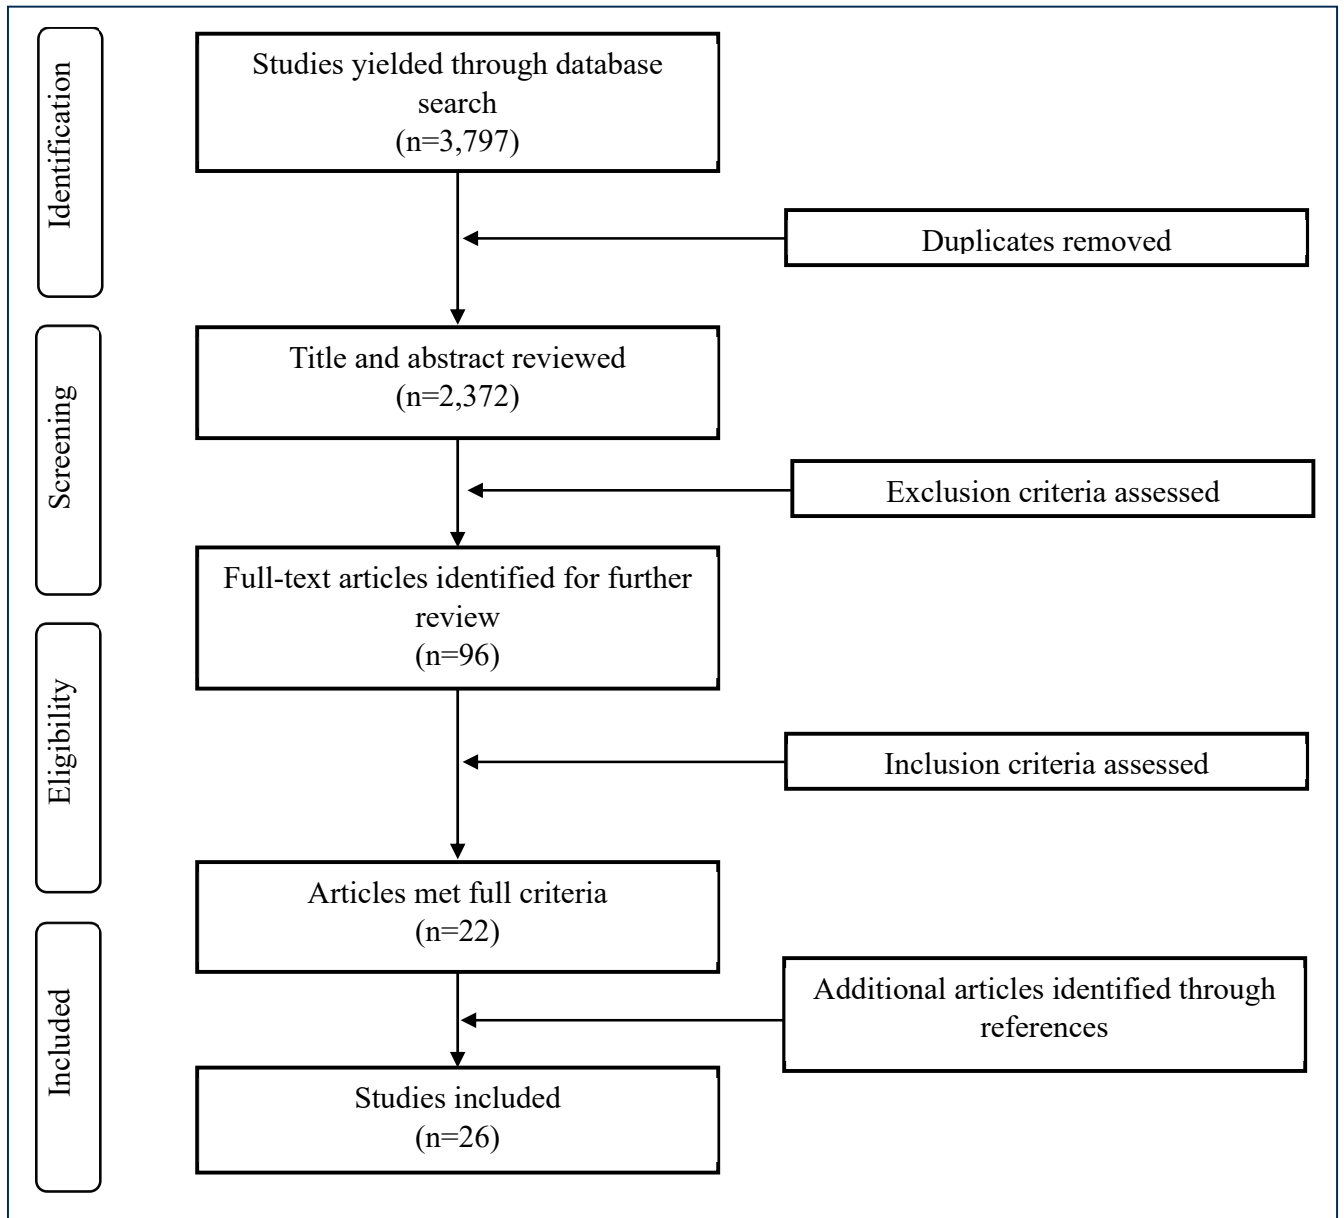 Identification
Studies yielded through database
search
(n=3,797)
Duplicates removed
Screening
Title and abstract reviewed
(n=2,372)
Exclusion criteria assessed
Full-text articles identified for further
review
(n=96)
Eligibility
Inclusion criteria assessed
Articles met full criteria
(n=22)
Included
Additional articles identified through
references
Studies included
(n=26)